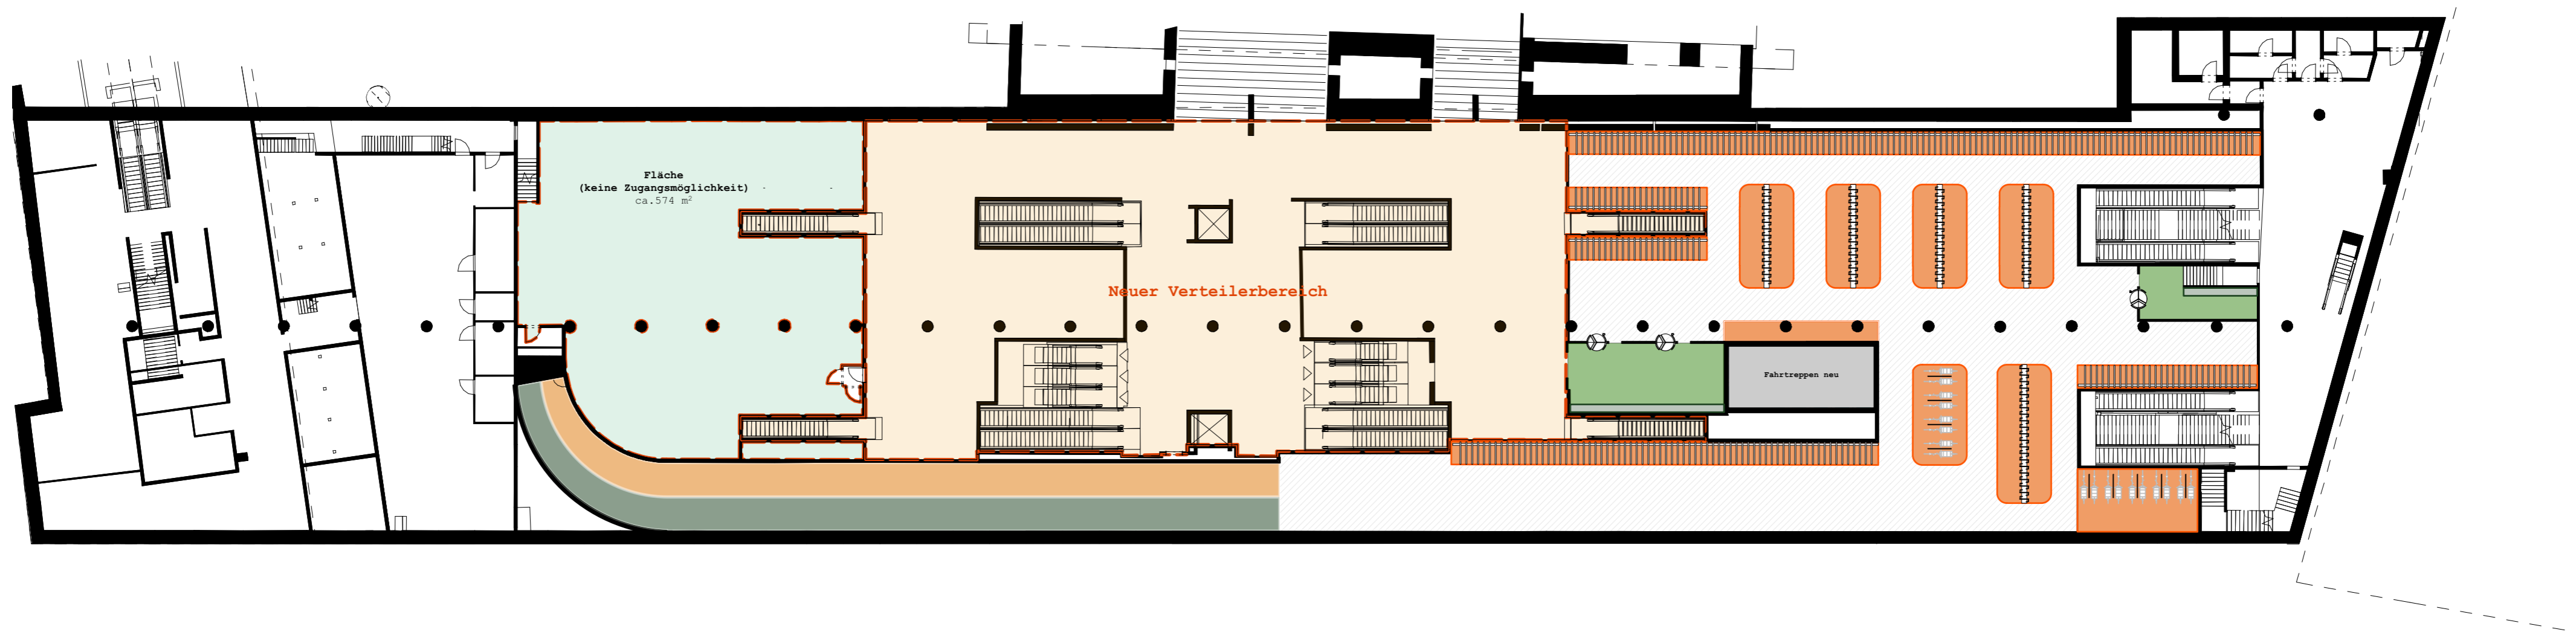 Fläche
(keine Zugangsmöglichkeit)
ca.574 m²
Neuer Verteilerbereich
Fahrtreppen neu